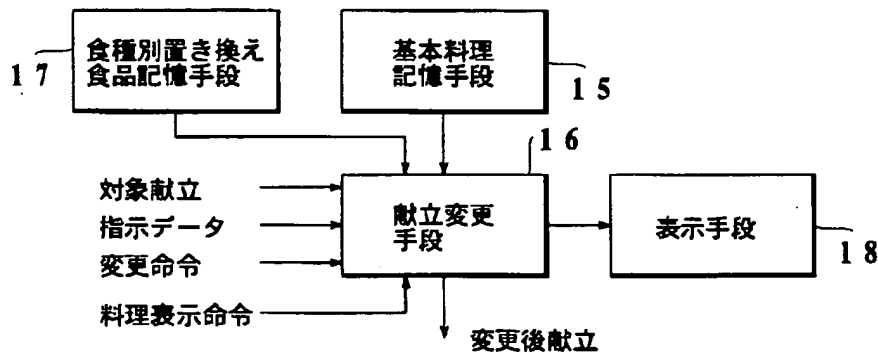 食種別置き換え
食品記憶手段
17
基本料理
記憶手段
15
16
対象献立
指示データ
変更命令
料理表示命令
献立変更
手段
表示手段
18
変更後献立